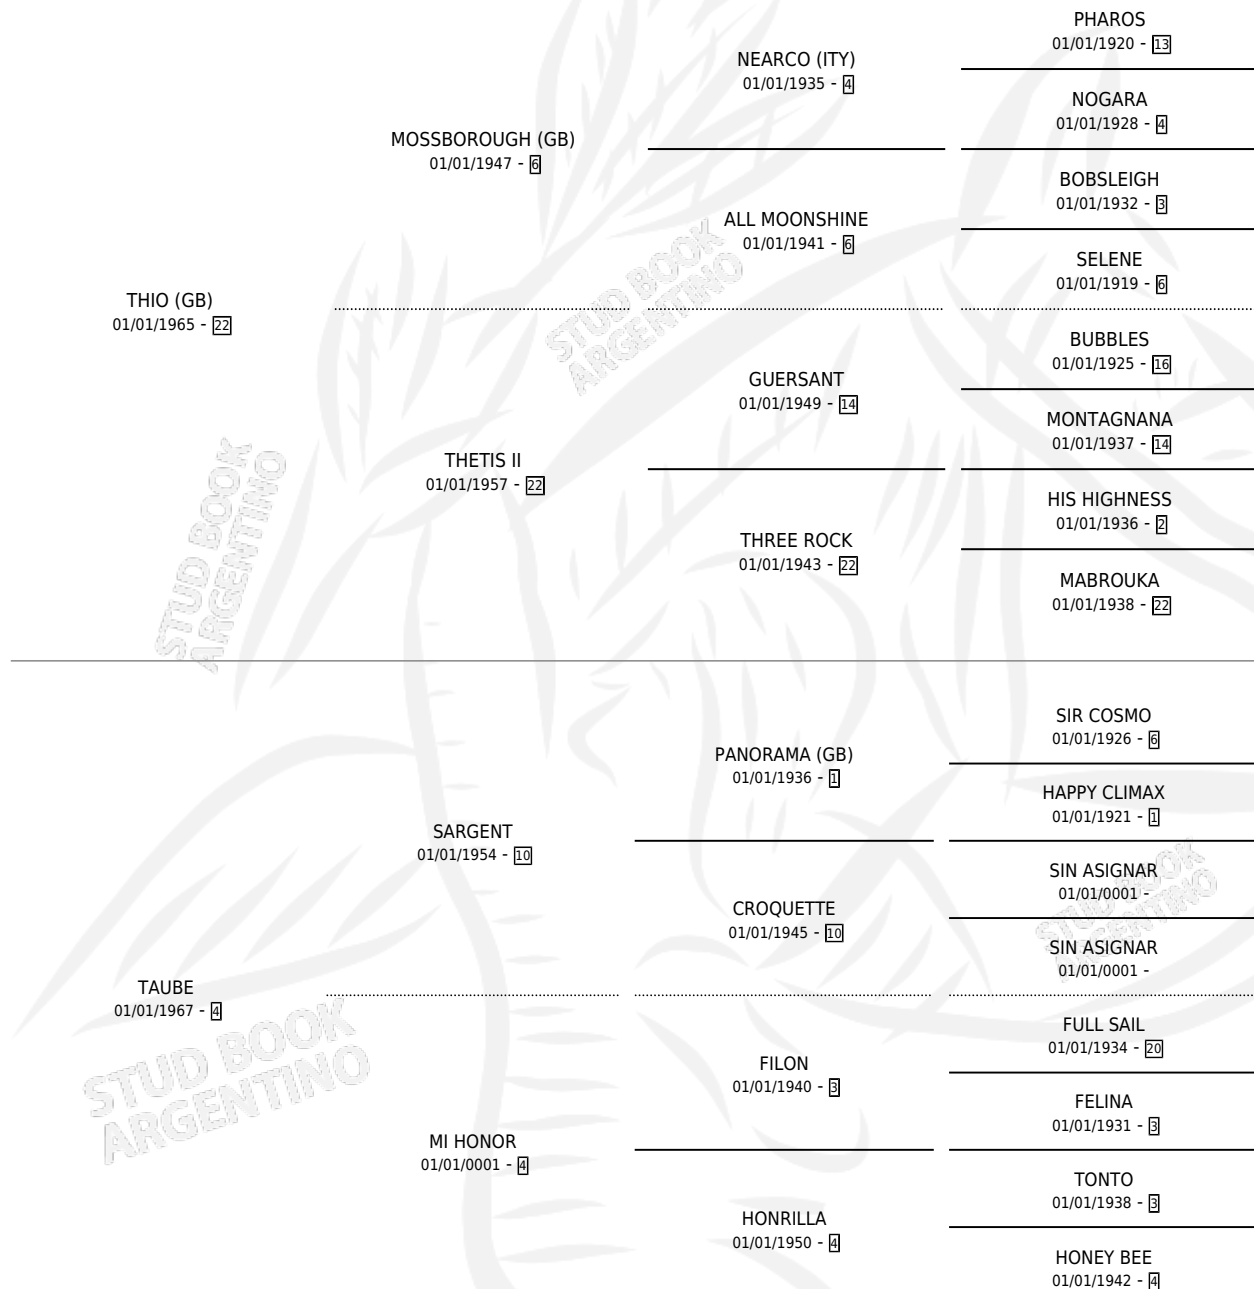 PHAROS
01/01/1920 - 13
NEARCO (ITY)
01/01/1935 - 4
NOGARA
01/01/1928 - 4
MOSSBOROUGH (GB)
01/01/1947 - 6
BOBSLEIGH
01/01/1932 - 3
ALL MOONSHINE
01/01/1941 - 6
SELENE
01/01/1919 - 6
THIO (GB)
01/01/1965 - 22
BUBBLES
01/01/1925 - 16
GUERSANT
01/01/1949 - 14
MONTAGNANA
01/01/1937 - 14
THETIS II
01/01/1957 - 22
HIS HIGHNESS
01/01/1936 - 2
THREE ROCK
01/01/1943 - 22
MABROUKA
01/01/1938 - 22
SIR COSMO
01/01/1926 - 6
PANORAMA (GB)
01/01/1936 - 1
HAPPY CLIMAX
01/01/1921 - 1
SARGENT
01/01/1954 - 10
SIN ASIGNAR
01/01/0001 -
CROQUETTE
01/01/1945 - 10
SIN ASIGNAR
01/01/0001 -
TAUBE
01/01/1967 - 4
FULL SAIL
01/01/1934 - 20
FILON
01/01/1940 - 3
FELINA
01/01/1931 - 3
MI HONOR
01/01/0001 - 4
TONTO
01/01/1938 - 3
HONRILLA
01/01/1950 - 4
HONEY BEE
01/01/1942 - 4
STUD BOOK
ARGENTINO
STUD BOOK
ARGENTINO
STUD BOOK
ARGENTINO
STUD BOOK
ARGENTINO